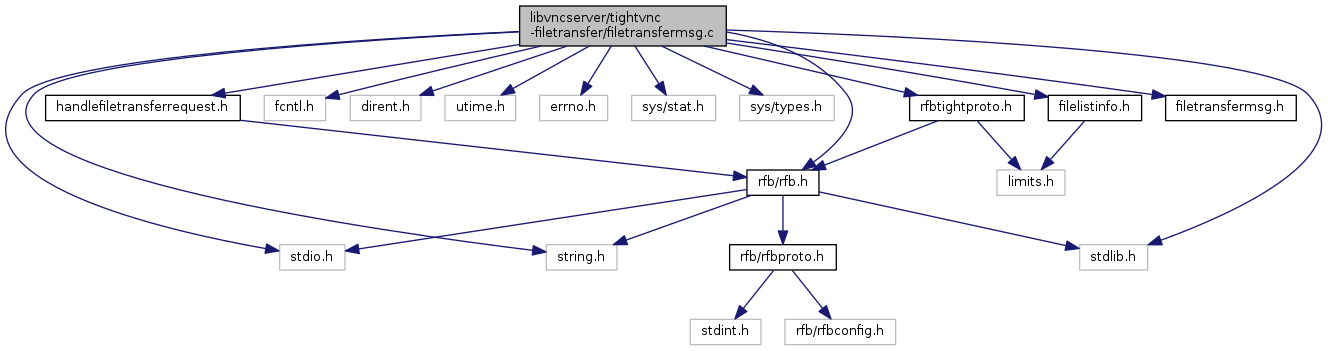 libvncserver/tightvnc
-filetransfer/filetransfermsg.c
handlefiletransferrequest.h
fcntl.h
dirent.h
utime.h
errno.h
sys/stat.h
sys/types.h
rfbtightproto.h
filelistinfo.h
filetransfermsg.h
rfb/rfb.h
limits.h
stdio.h
string.h
rfb/rfbproto.h
stdlib.h
stdint.h
rfb/rfbconfig.h